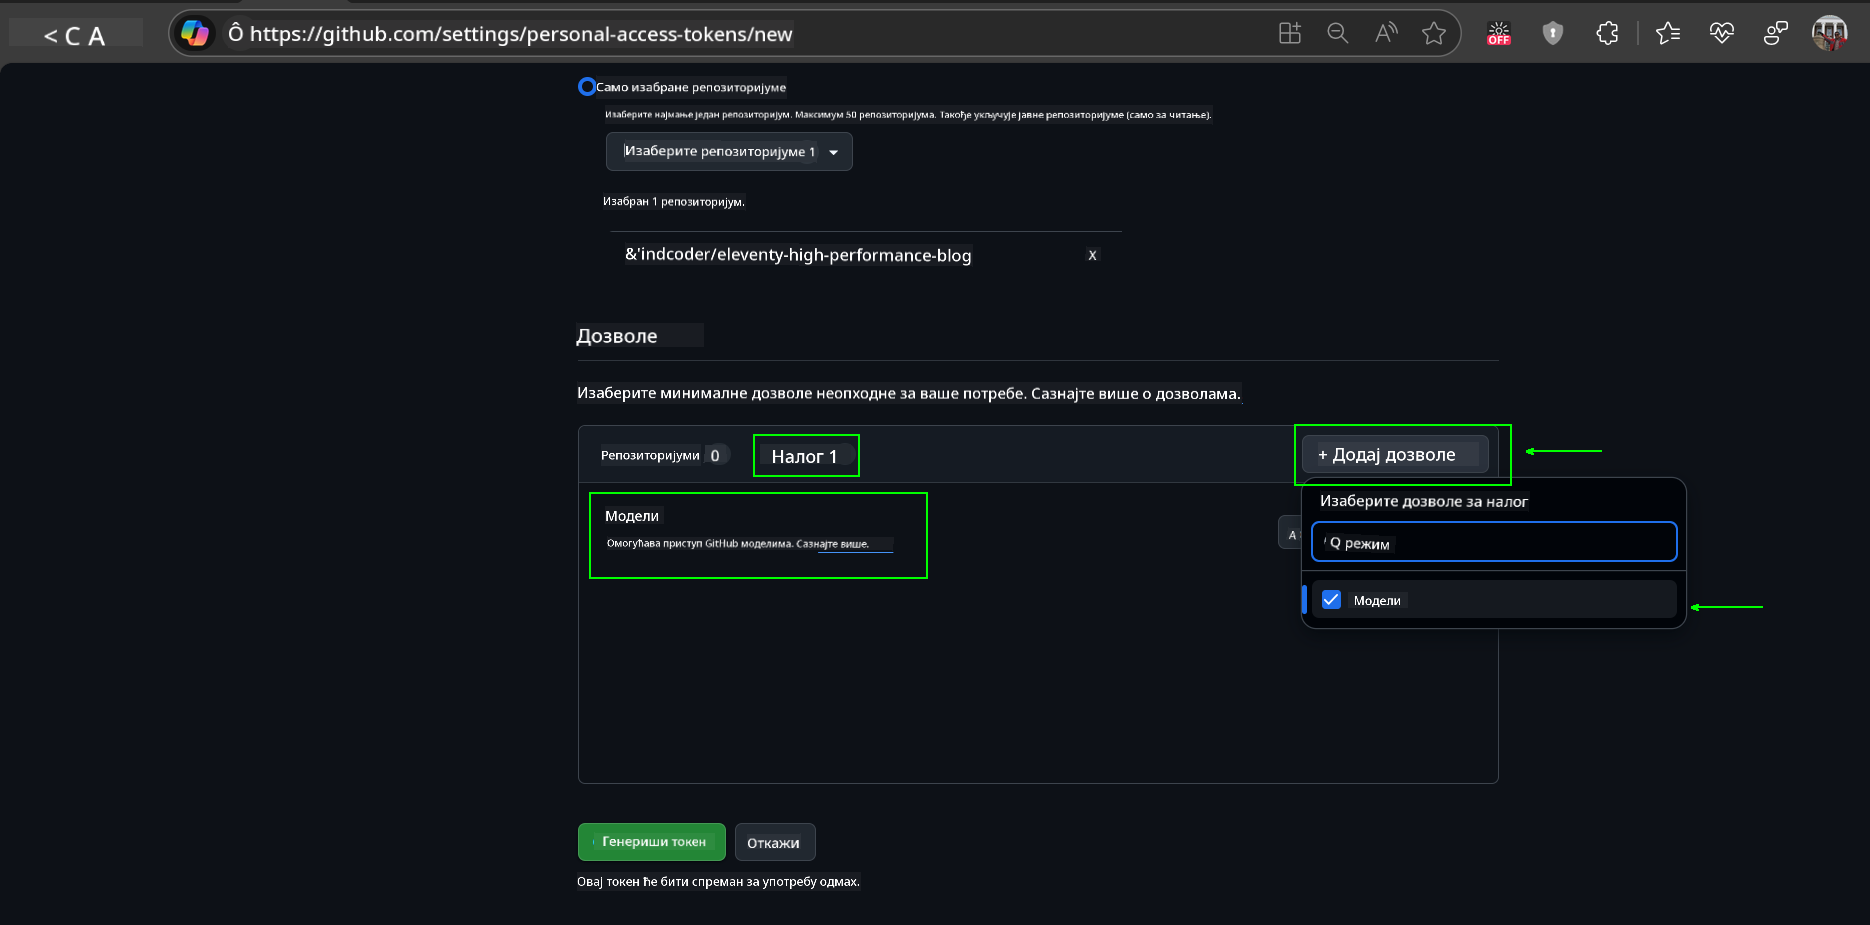 < C A
Ô https://github.com/settings/personal-access-tokens/new
OFF
Само изабране репозиторијуме
Изаберите најмање један репозиторијум. Максимум 50 репозиторијума. Такође укључује јавне репозиторијуме (само за читање).
Изаберите репозиторијуме 1
Изабран 1 репозиторијум.
&'indcoder/eleventy-high-performance-blog
X
Дозволе
Изаберите минималне дозволе неопходне за ваше потребе. Сазнајте више о дозволама.
Репозиторијуми 0
Налог 1
+ Додај дозволе
Изаберите дозволе за налог
Модели
Омогућава приступ GitHub моделима. Сазнајте више.
A
Q режим
Модели
Генериши токен
Откажи
Овај токен ће бити спреман за употребу одмах.